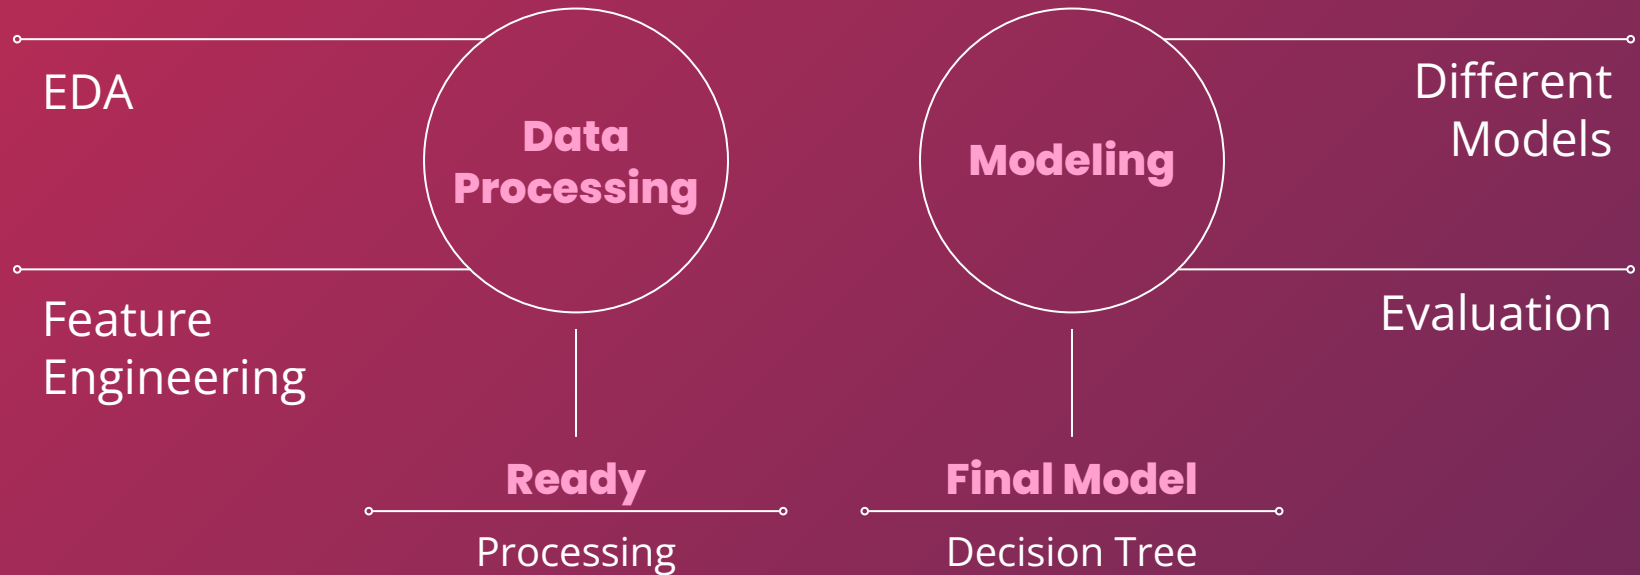 EDA
Data
Processing
Feature
Engineering
Ready
Processing
Modeling
Different
Models
Evaluation
Final Model
Decision Tree